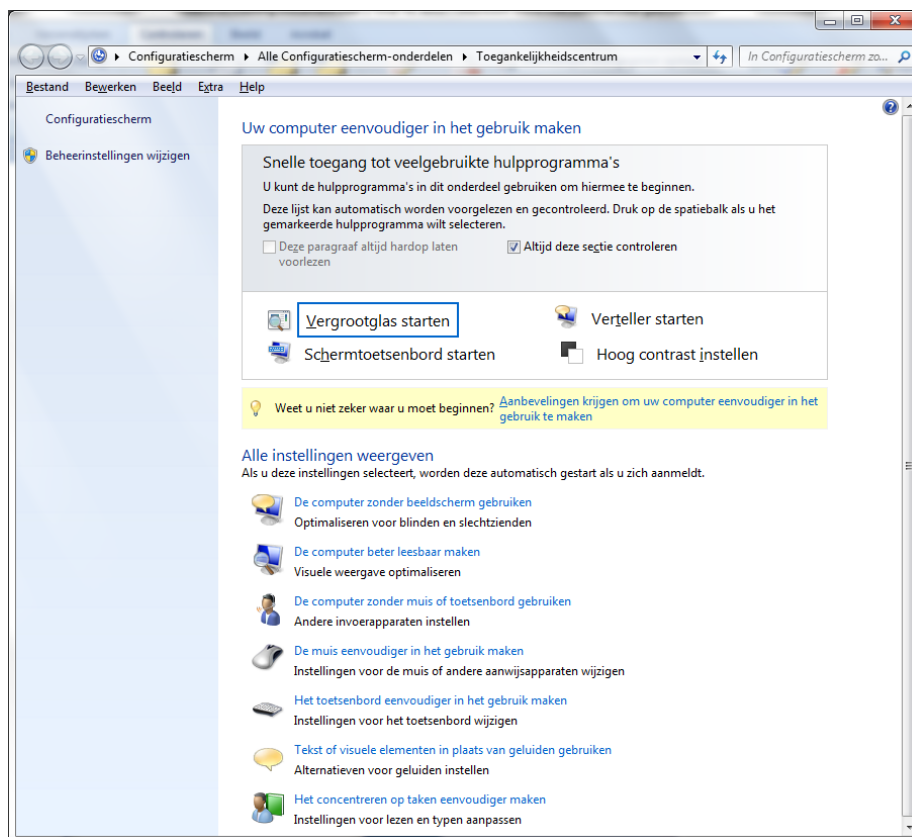 Configuratiescherm ▸ Alle Configuratiescherm-onderdelen ▸ Toegankelijkheidscentrum
In Configuratiescherm zo...
Bestand Bewerken Beeld Extra Help
Configuratiescherm
Beheerinstellingen wijzigen
Uw computer eenvoudiger in het gebruik maken
Snelle toegang tot veelgebruikte hulpprogramma's
U kunt de hulpprogramma's in dit onderdeel gebruiken om hiermee te beginnen.
Deze lijst kan automatisch worden voorgelezen en gecontroleerd. Druk op de spatiebalk als u het
gemarkeerde hulpprogramma wilt selecteren.
Deze paragraaf altijd hardop laten
voorlezen
Altijd deze sectie controleren
Vergrootglas starten
Verteller starten
Schermtoetsenbord starten
Hoog contrast instellen
Weet u niet zeker waar u moet beginnen?
Aanbevelingen krijgen om uw computer eenvoudiger in het
gebruik te maken
Alle instellingen weergeven
Als u deze instellingen selecteert, worden deze automatisch gestart als u zich aanmeldt.
De computer zonder beeldscherm gebruiken
Optimaliseren voor blinden en slechtzienden
De computer beter leesbaar maken
Visuele weergave optimaliseren
De computer zonder muis of toetsenbord gebruiken
Andere invoerapparaten instellen
De muis eenvoudiger in het gebruik maken
Instellingen voor de muis of andere aanwijsapparaten wijzigen
Het toetsenbord eenvoudiger in het gebruik maken
Instellingen voor het toetsenbord wijzigen
Tekst of visuele elementen in plaats van geluiden gebruiken
Alternatieven voor geluiden instellen
Het concentreren op taken eenvoudiger maken
Instellingen voor lezen en typen aanpassen